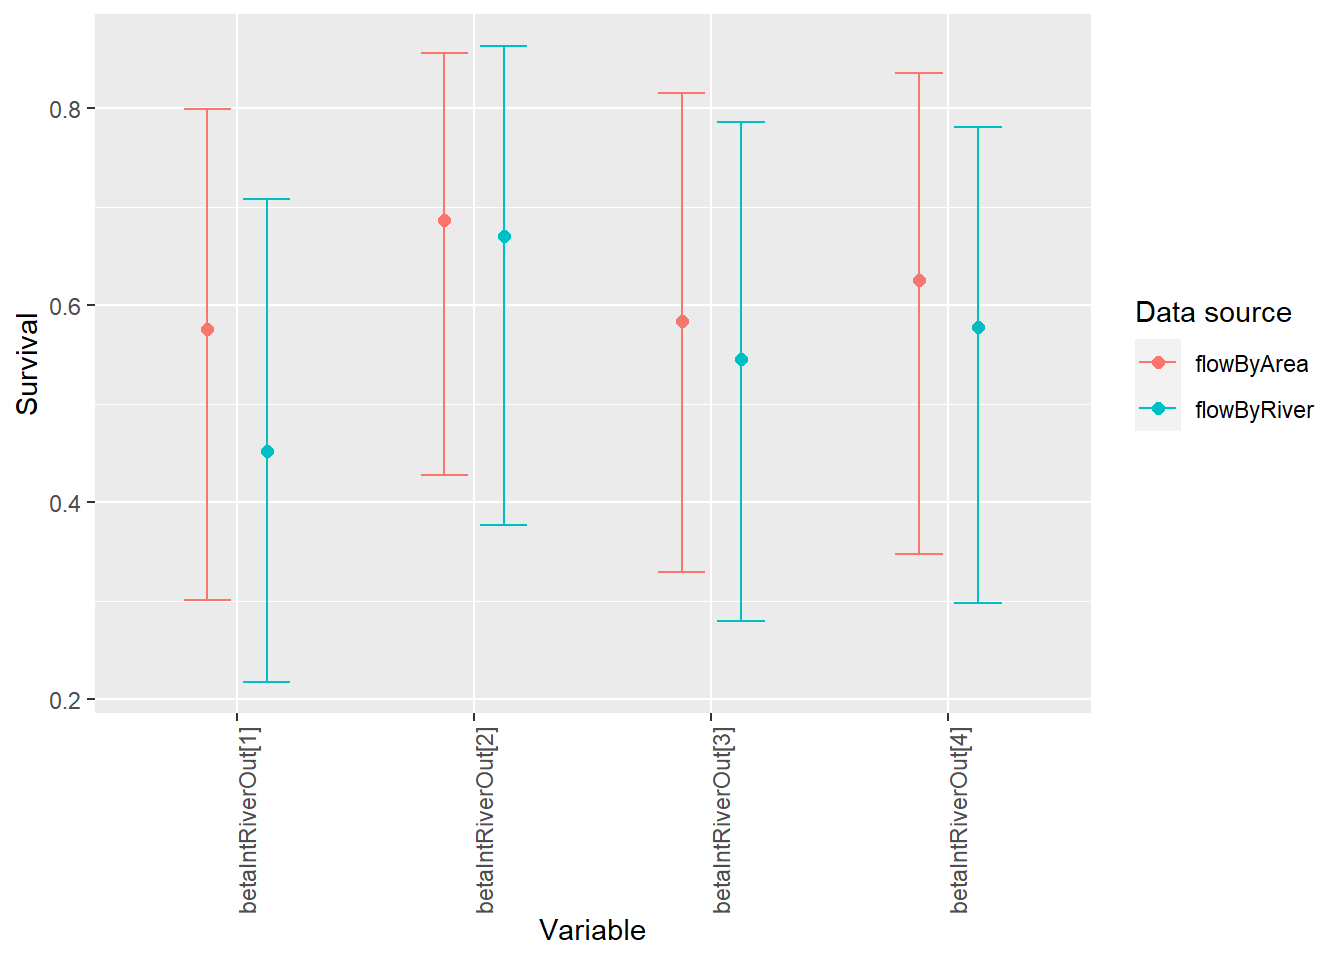 Survival
0.8
0.6
0.4
0.2
betaIntRiverOut[1]
betaIntRiverOut[2]
betaIntRiverOut[3]
betaIntRiverOut[4]
Variable
Data source
flowByArea
flowByRiver